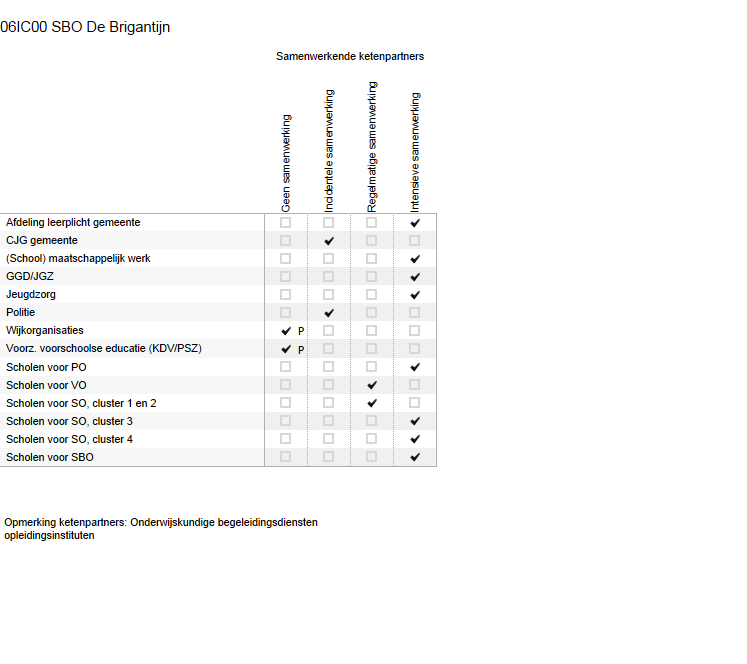 06IC00 SBO De Brigantijn
Samenwerkende ketenpartners
Geen samenwerking
Incidentele samenwerking
Regelmatige samenwerking
Intensieve samenwerking
Afdeling leerplicht gemeente
CJG gemeente
(School) maatschappelijk werk
GGD/JGZ
Jeugdzorg
Politie
Wijkorganisaties P
Voorz. voorschoolse educatie (KDV/PSZ) P
Scholen voor PO
Scholen voor VO
Scholen voor SO, cluster 1 en 2
Scholen voor SO, cluster 3
Scholen voor SO, cluster 4
Scholen voor SBO
Opmerking ketenpartners: Onderwijskundige begeleidingsdiensten
opleidingsinstituten